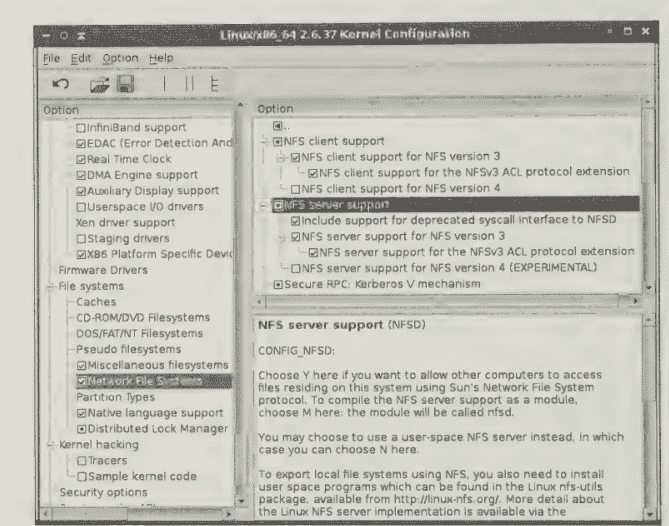 Linux/x86_64 2.6.37 Kernel Configuration
File Edit Option Help
Option
InfiniBand support
EDAC (Error Detection And
Real Time Clock
DMA Engine support
Auxiliary Display support
Userspace I/O drivers
Xen driver support
Staging drivers
X86 Platform Specific Devic
Firmware Drivers
File systems
Caches
CD-ROM/DVD Filesystems
DOS/FAT/NT Filesystems
Pseudo filesystems
Miscellaneous filesystems
Network File Systems
Partition Types
Native language support
Distributed Lock Manager
Kernel hacking
Tracers
Sample kernel code
Security options
Option
..
NFS client support
NFS client support for NFS version 3
NFS client support for the NFSv3 ACL protocol extension
NFS client support for NFS version 4
NFS server support
Include support for deprecated syscall interface to NFSD
NFS server support for NFS version 3
NFS server support for the NFSv3 ACL protocol extension
NFS server support for NFS version 4 (EXPERIMENTAL)
Secure RPC: Kerberos V mechanism
NFS server support (NFSD)
CONFIG_NFSD:
Choose Y here if you want to allow other computers to access
files residing on this system using Sun's Network File System
protocol. To compile the NFS server support as a module,
choose M here: the module will be called nfsd.
You may choose to use a user-space NFS server instead, in which
case you can choose N here.
To export local file systems using NFS, you also need to install
user space programs which can be found in the Linux nfs-utils
package, available from http://linux-nfs.org/. More detail about
the Linux NFS server implementation is available via the